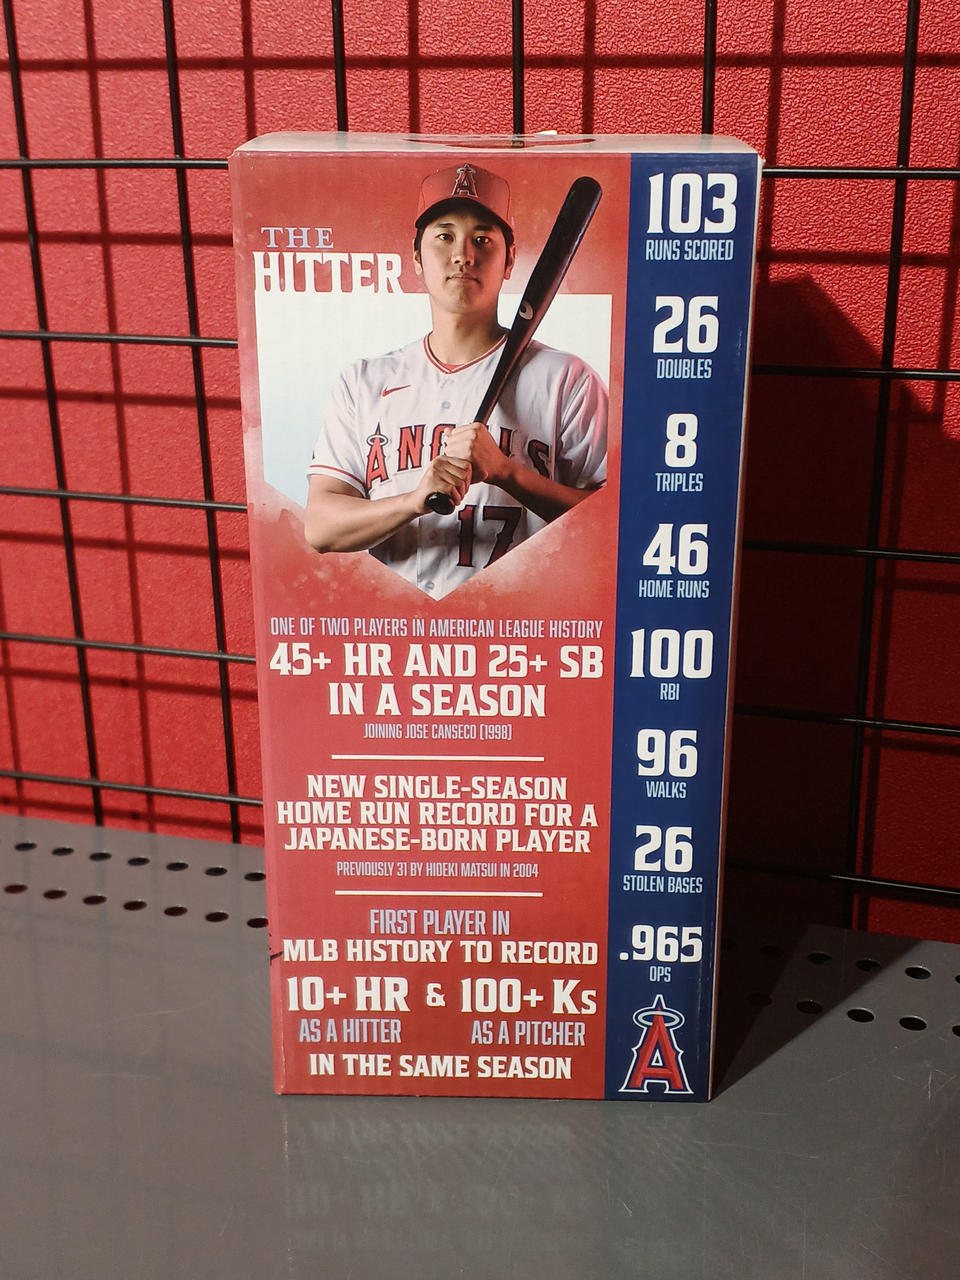 THE
HITTER
A
ANGELS
17
ONE OF TWO PLAYERS IN AMERICAN LEAGUE HISTORY
45+ HR AND 25+ SB
IN A SEASON
JOINING JOSE CANSECO (1998)
NEW SINGLE-SEASON
HOME RUN RECORD FOR A
JAPANESE-BORN PLAYER
PREVIOUSLY 31 BY HIDEKI MATSUI IN 2004
FIRST PLAYER IN
MLB HISTORY TO RECORD
10+ HR & 100+ Ks
AS A HITTER AS A PITCHER
IN THE SAME SEASON
103
RUNS SCORED
26
DOUBLES
8
TRIPLES
46
HOME RUNS
100
RBI
96
WALKS
26
STOLEN BASES
.965
OPS
A